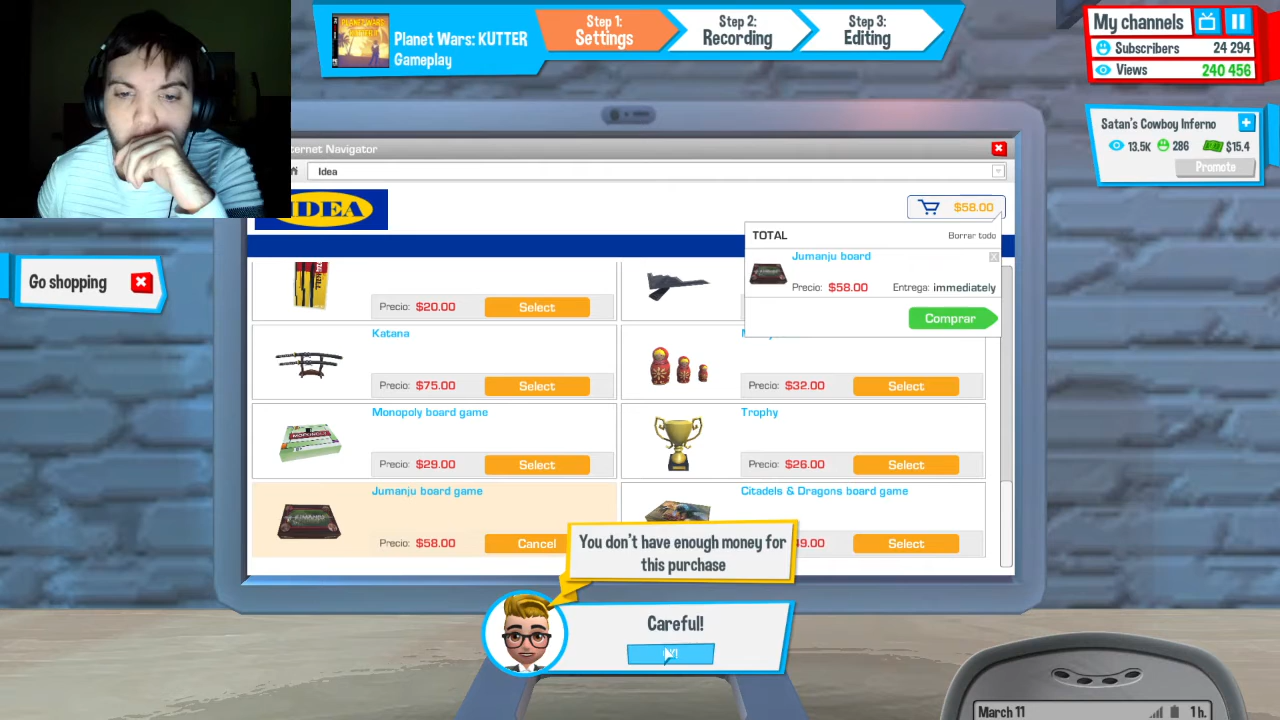 PLANET WARS
KUTTER
Planet Wars: KUTTER
Gameplay
Step 1:
Settings
Step 2:
Recording
Step 3:
Editing
My channels
Subscribers 24 294
Views 240 456
Satan's Cowboy Inferno
13.5K 286 $15.4
Promote
Go shopping
ternet Navigator
Idea
IDEA
$58.00
TOTAL Borrar todo
Jumanju board
Precio: $58.00 Entrega: immediately
Comprar
Precio: $20.00 Select
Katana
Precio: $75.00 Select
Precio: $32.00 Select
Monopoly board game
Precio: $29.00 Select
Trophy
Precio: $26.00 Select
Jumanju board game
Precio: $58.00 Cancel
Citadels & Dragons board game
Select
You don't have enough money for
this purchase
Careful!
March 11 1 h.